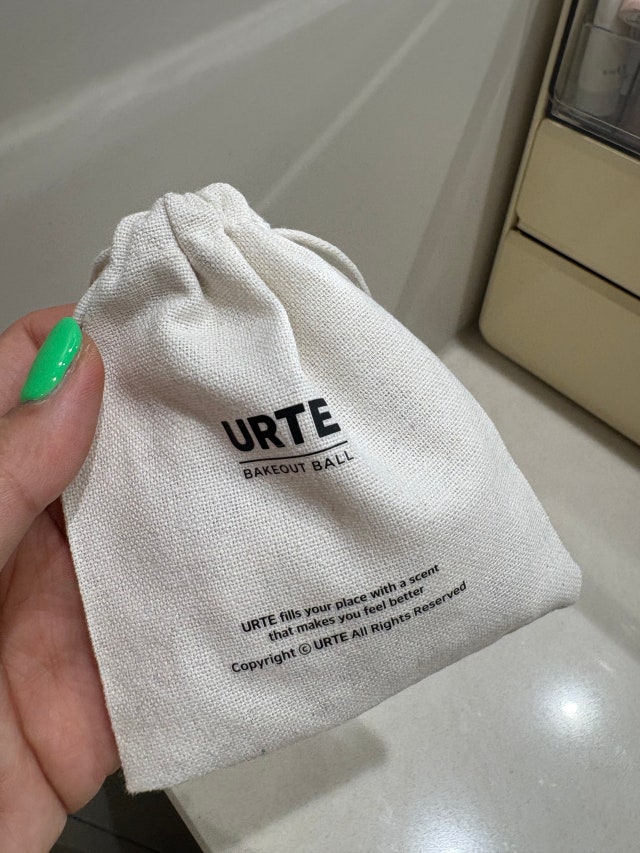 URTE
BAKEOUT BALL
URTE fills your place with a scent
that makes you feel better
Copyright © URTE All Rights Reserved